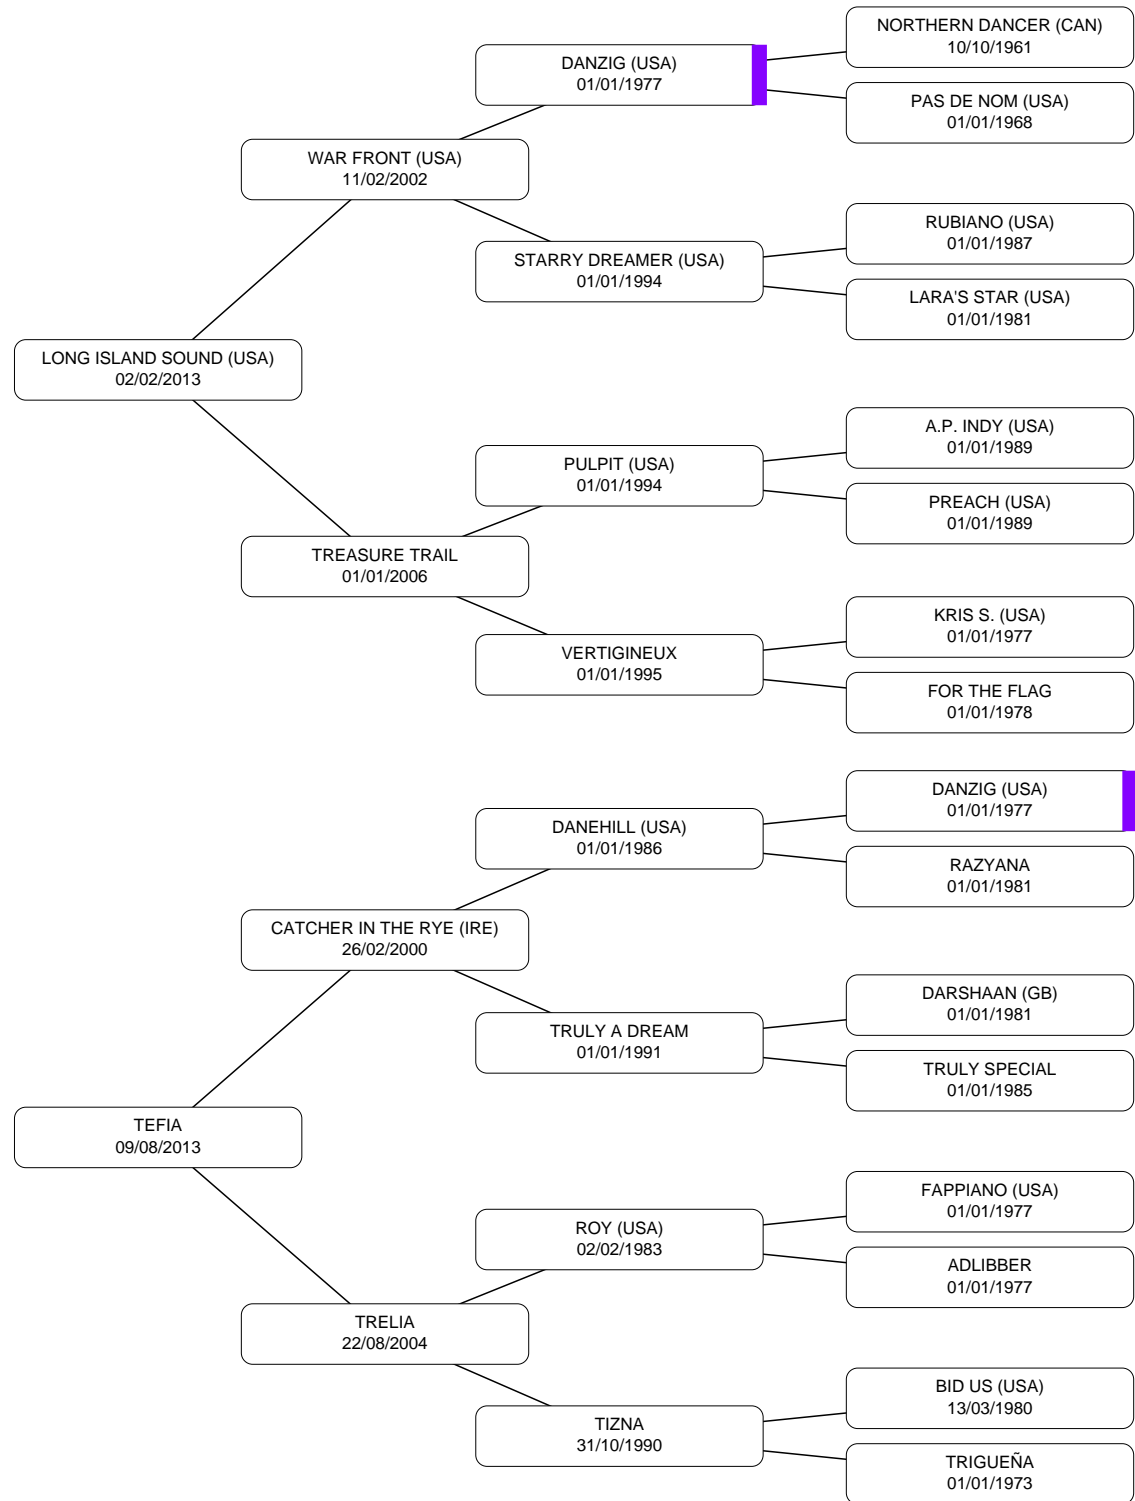 NORTHERN DANCER (CAN)
10/10/1961
DANZIG (USA)
01/01/1977
PAS DE NOM (USA)
01/01/1968
WAR FRONT (USA)
11/02/2002
RUBIANO (USA)
01/01/1987
STARRY DREAMER (USA)
01/01/1994
LARA'S STAR (USA)
01/01/1981
LONG ISLAND SOUND (USA)
02/02/2013
A.P. INDY (USA)
01/01/1989
PULPIT (USA)
01/01/1994
PREACH (USA)
01/01/1989
TREASURE TRAIL
01/01/2006
KRIS S. (USA)
01/01/1977
VERTIGINEUX
01/01/1995
FOR THE FLAG
01/01/1978
DANZIG (USA)
01/01/1977
DANEHILL (USA)
01/01/1986
RAZYANA
01/01/1981
CATCHER IN THE RYE (IRE)
26/02/2000
DARSHAAN (GB)
01/01/1981
TRULY A DREAM
01/01/1991
TRULY SPECIAL
01/01/1985
TEFIA
09/08/2013
FAPPIANO (USA)
01/01/1977
ROY (USA)
02/02/1983
ADLIBBER
01/01/1977
TRELIA
22/08/2004
BID US (USA)
13/03/1980
TIZNA
31/10/1990
TRIGUEÑA
01/01/1973